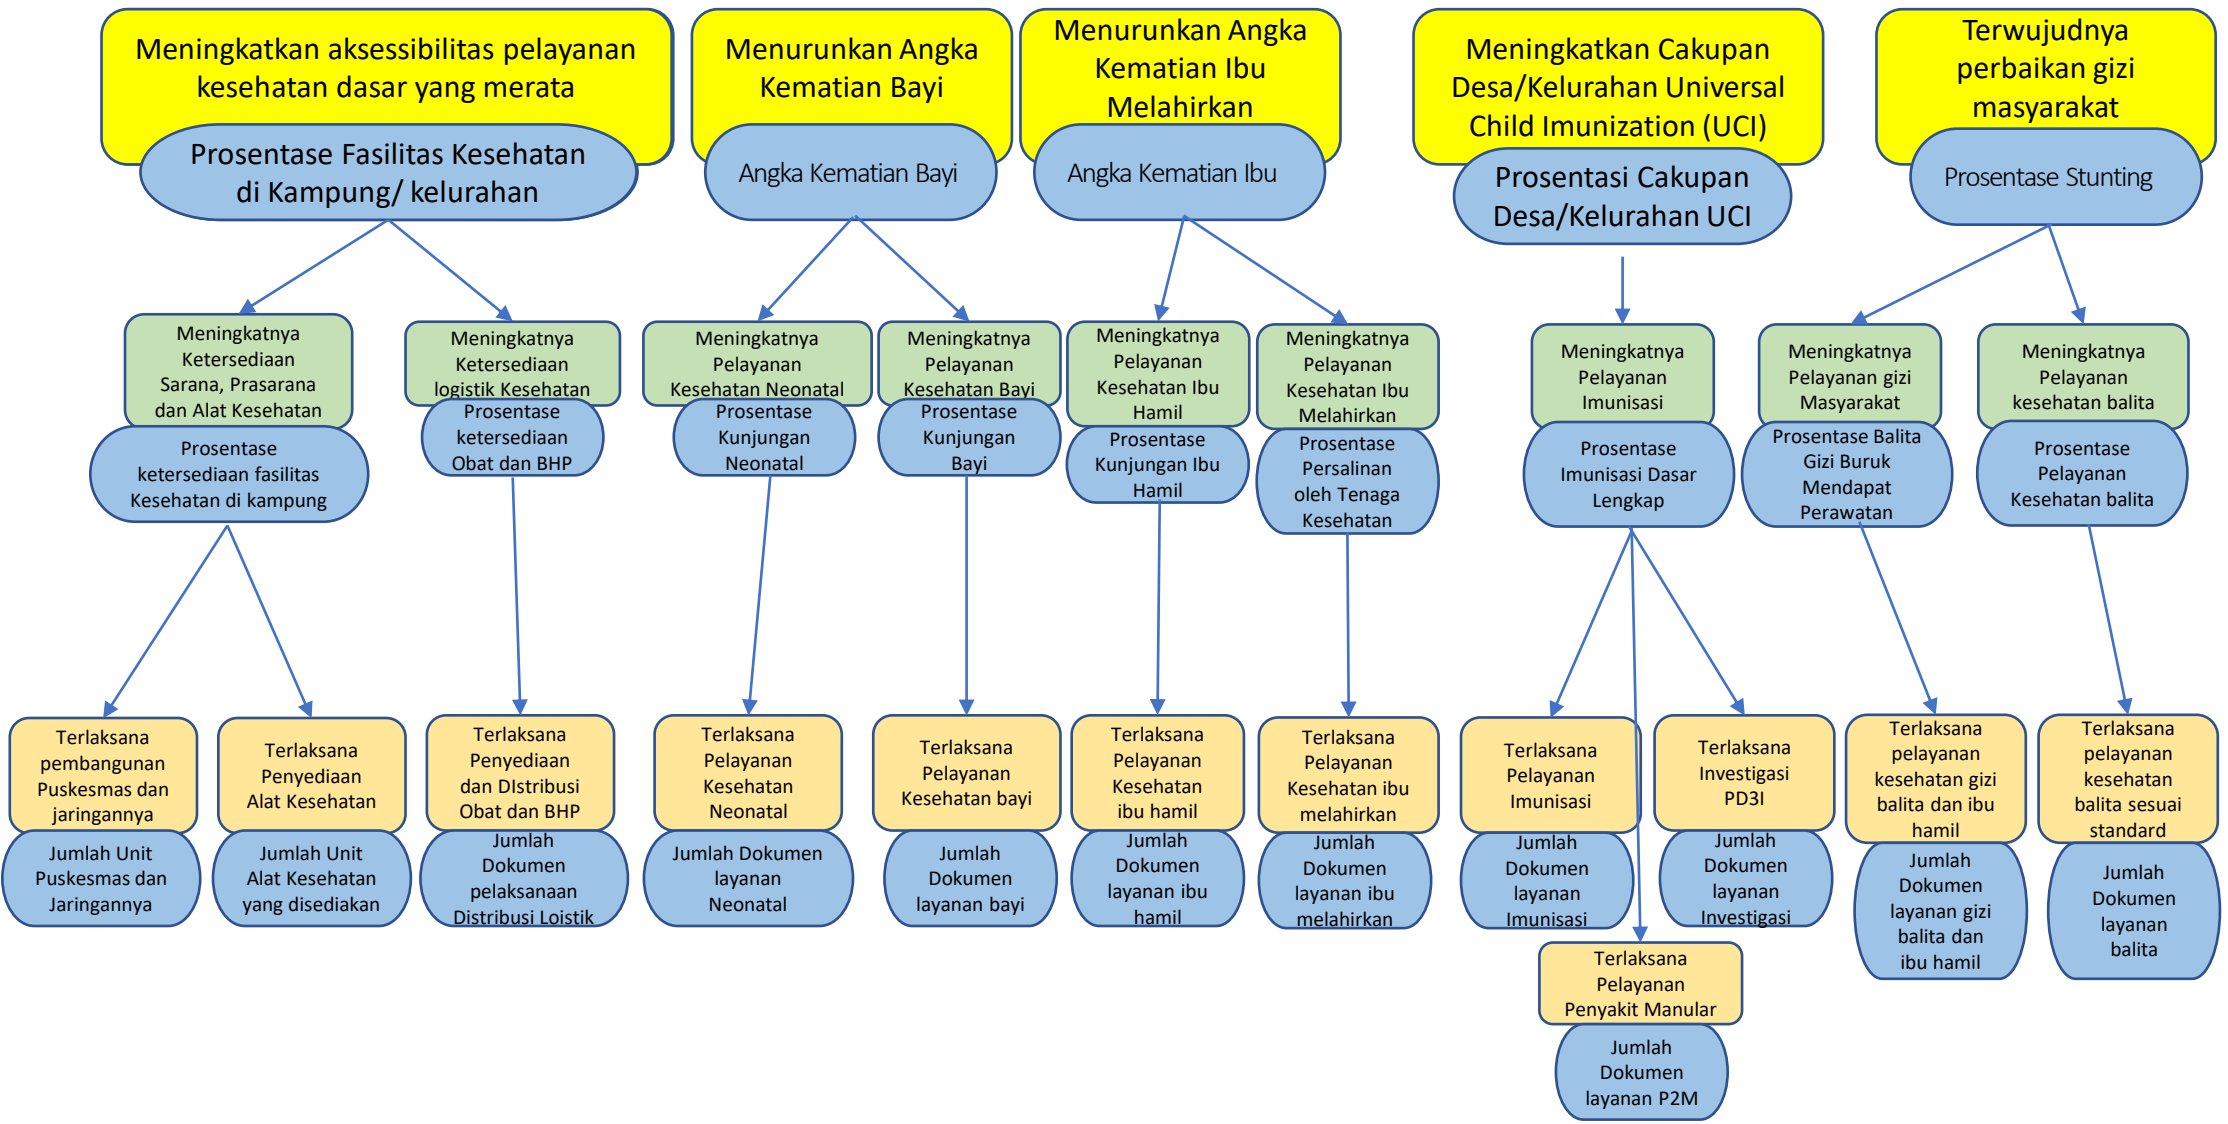 Meningkatkan aksessibilitas pelayanan
kesehatan dasar yang merata
Prosentase Fasilitas Kesehatan
di Kampung/ kelurahan
Menurunkan Angka
Kematian Bayi
Angka Kematian Bayi
Menurunkan Angka
Kematian Ibu
Melahirkan
Angka Kematian Ibu
Meningkatkan Cakupan
Desa/Kelurahan Universal
Child Imunization (UCI)
Prosentasi Cakupan
Desa/Kelurahan UCI
Terwujudnya
perbaikan gizi
masyarakat
Prosentase Stunting
Meningkatnya
Ketersediaan
Sarana, Prasarana
dan Alat Kesehatan
Prosentase
ketersediaan fasilitas
Kesehatan di kampung
Meningkatnya
Ketersediaan
logistik Kesehatan
Prosentase
ketersediaan
Obat dan BHP
Meningkatnya
Pelayanan
Kesehatan Neonatal
Prosentase
Kunjungan
Neonatal
Meningkatnya
Pelayanan
Kesehatan Bayi
Prosentase
Kunjungan
Bayi
Meningkatnya
Pelayanan
Kesehatan Ibu
Hamil
Prosentase
Kunjungan Ibu
Hamil
Meningkatnya
Pelayanan
Kesehatan Ibu
Melahirkan
Prosentase
Persalinan
oleh Tenaga
Kesehatan
Meningkatnya
Pelayanan
Imunisasi
Prosentase
Imunisasi Dasar
Lengkap
Meningkatnya
Pelayanan gizi
Masyarakat
Prosentase Balita
Gizi Buruk
Mendapat
Perawatan
Meningkatnya
Pelayanan
kesehatan balita
Prosentase
Pelayanan
Kesehatan balita
Terlaksana
pembangunan
Puskesmas dan
jaringannya
Jumlah Unit
Puskesmas dan
Jaringannya
Terlaksana
Penyediaan
Alat Kesehatan
Jumlah Unit
Alat Kesehatan
yang disediakan
Terlaksana
Penyediaan
dan DIstribusi
Obat dan BHP
Jumlah
Dokumen
pelaksanaan
Distribusi Loistik
Terlaksana
Pelayanan
Kesehatan
Neonatal
Jumlah Dokumen
layanan
Neonatal
Terlaksana
Pelayanan
Kesehatan bayi
Jumlah
Dokumen
layanan bayi
Terlaksana
Pelayanan
Kesehatan
ibu hamil
Jumlah
Dokumen
layanan ibu
hamil
Terlaksana
Pelayanan
Kesehatan ibu
melahirkan
Jumlah
Dokumen
layanan ibu
melahirkan
Terlaksana
Pelayanan
Imunisasi
Jumlah
Dokumen
layanan
Imunisasi
Terlaksana
Investigasi
PD3I
Jumlah
Dokumen
layanan
Investigasi
Terlaksana
pelayanan
kesehatan gizi
balita dan ibu
hamil
Jumlah
Dokumen
layanan gizi
balita dan
ibu hamil
Terlaksana
pelayanan
kesehatan
balita sesuai
standard
Jumlah
Dokumen
layanan
balita
Terlaksana
Pelayanan
Penyakit Manular
Jumlah
Dokumen
layanan P2M